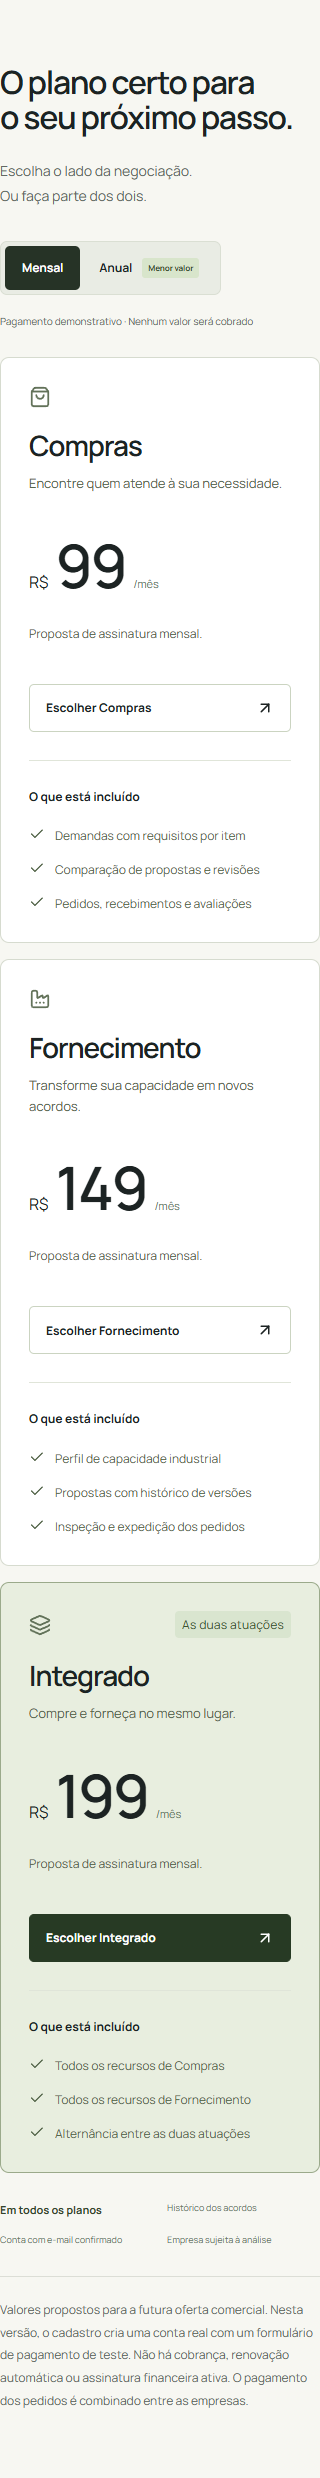 O plano certo para
o seu próximo passo.
Escolha o lado da negociação.
Ou faça parte dos dois.
Mensal
Anual
Menor valor
Pagamento demonstrativo · Nenhum valor será cobrado
Compras
Encontre quem atende à sua necessidade.
R$ 99 /mês
Proposta de assinatura mensal.
Escolher Compras
O que está incluído
Demandas com requisitos por item
Comparação de propostas e revisões
Pedidos, recebimentos e avaliações
Fornecimento
Transforme sua capacidade em novos
acordos.
R$ 149 /mês
Proposta de assinatura mensal.
Escolher Fornecimento
O que está incluído
Perfil de capacidade industrial
Propostas com histórico de versões
Inspeção e expedição dos pedidos
As duas atuações
Integrado
Compre e forneça no mesmo lugar.
R$ 199 /mês
Proposta de assinatura mensal.
Escolher Integrado
O que está incluído
Todos os recursos de Compras
Todos os recursos de Fornecimento
Alternância entre as duas atuações
Em todos os planos
Histórico dos acordos
Conta com e-mail confirmado
Empresa sujeita à análise
Valores propostos para a futura oferta comercial. Nesta
versão, o cadastro cria uma conta real com um formulário
de pagamento de teste. Não há cobrança, renovação
automática ou assinatura financeira ativa. O pagamento
dos pedidos é combinado entre as empresas.